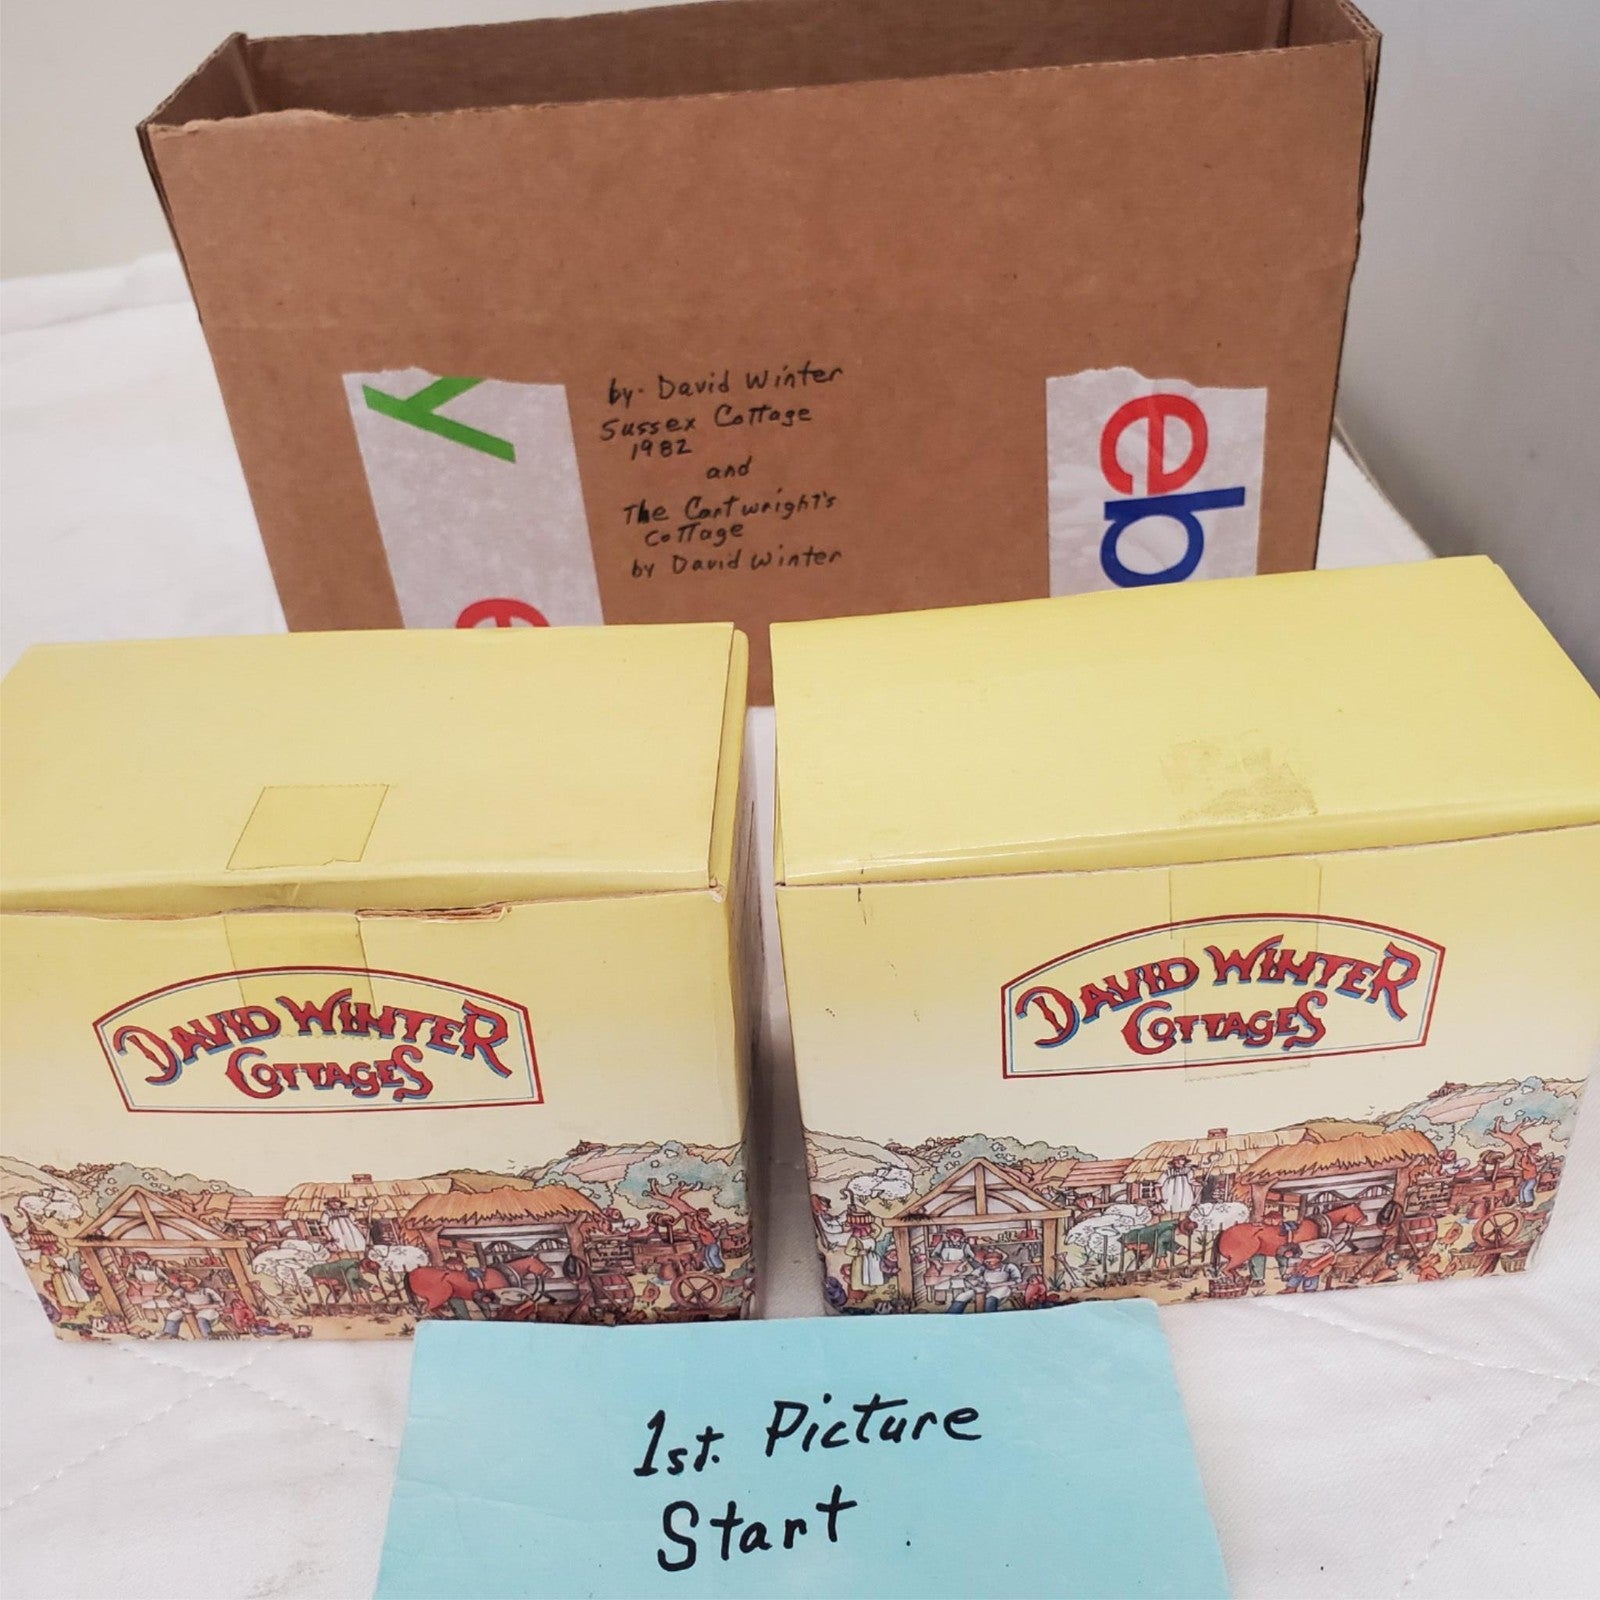 by. David Winter
Sussex Cottage
1982
and
The Cartwright's
Cottage
by David Winter
y
e
eb
DAVID WINTER
COTTAGES
DAVID WINTER
COTTAGES
1st. Picture
Start